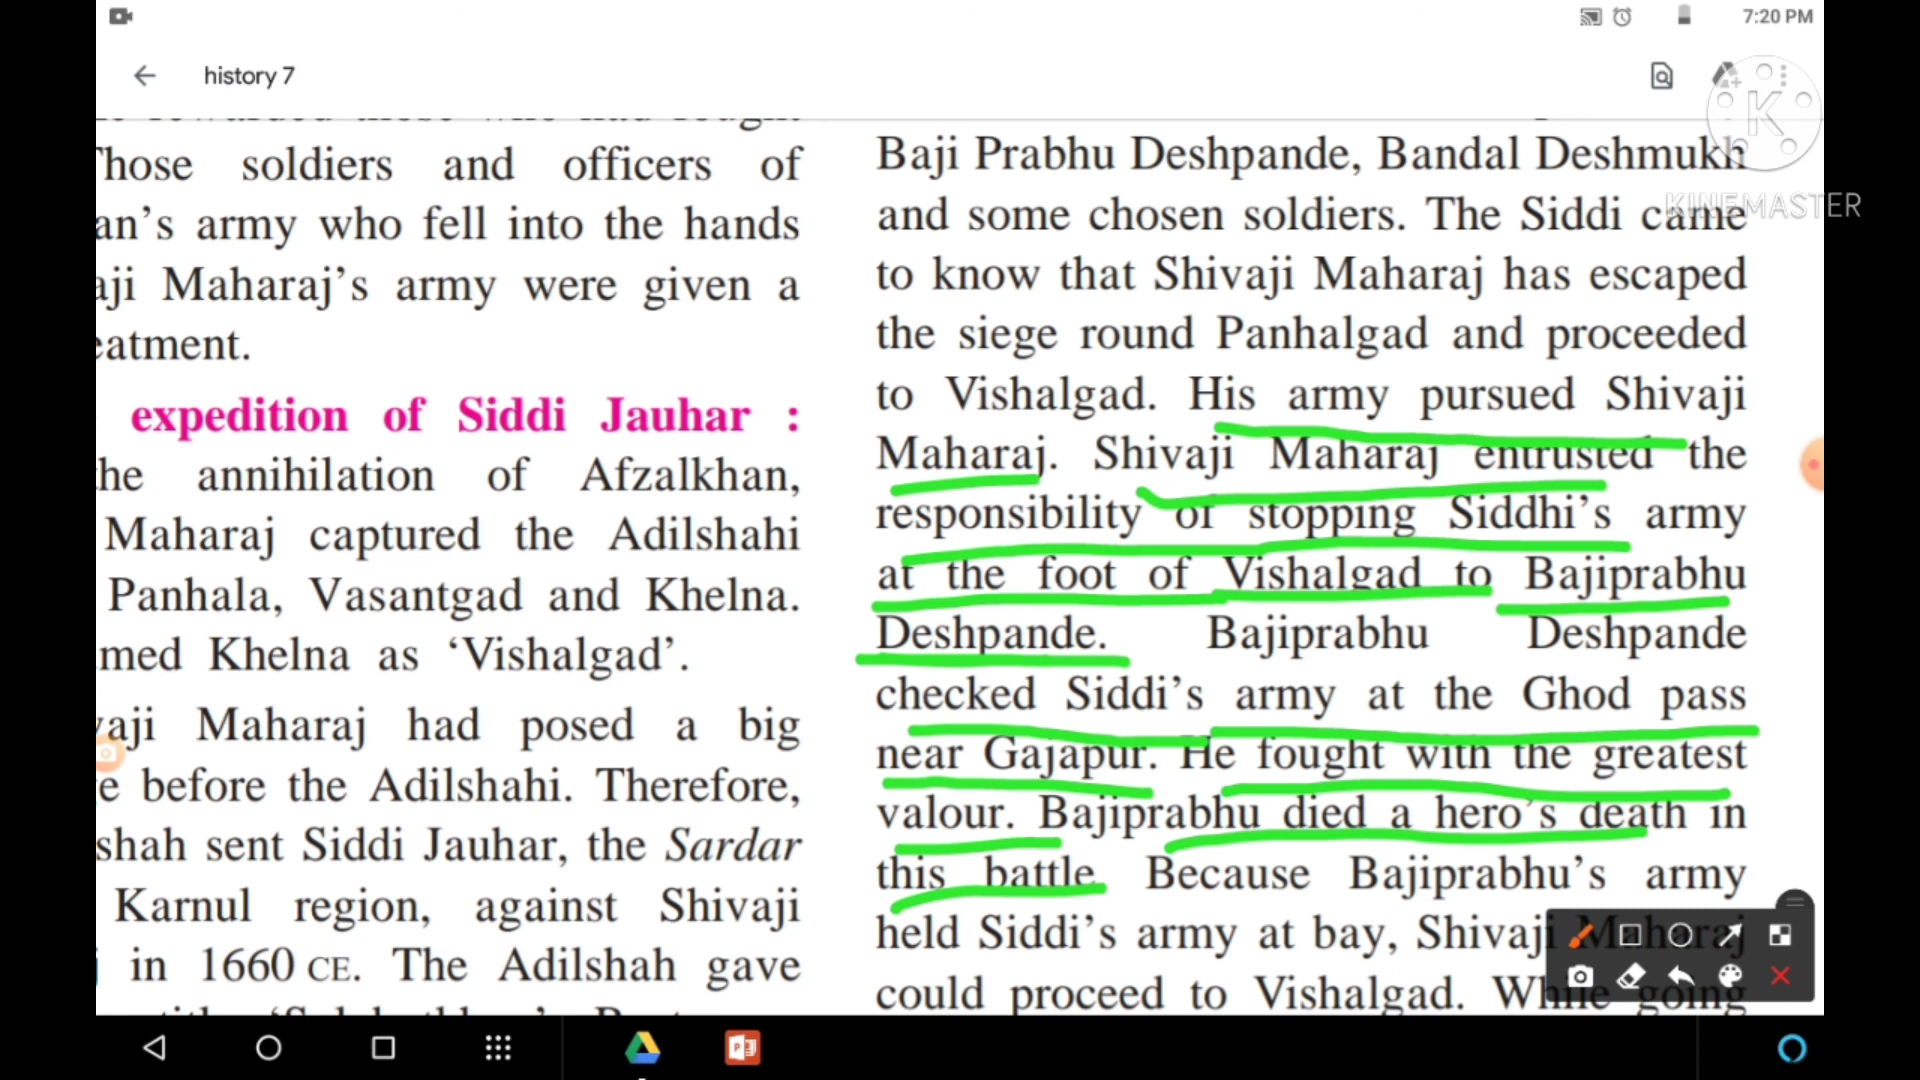 7:20 PM
history 7
KINEMASTER
Those soldiers and officers of
an's army who fell into the hands
aji Maharaj's army were given a
eatment.
expedition of Siddi Jauhar :
the annihilation of Afzalkhan,
Maharaj captured the Adilshahi
Panhala, Vasantgad and Khelna.
med Khelna as ‘Vishalgad’.
vaji Maharaj had posed a big
e before the Adilshahi. Therefore,
shah sent Siddi Jauhar, the Sardar
Karnul region, against Shivaji
in 1660 CE. The Adilshah gave
Baji Prabhu Deshpande, Bandal Deshmukh
and some chosen soldiers. The Siddi came
to know that Shivaji Maharaj has escaped
the siege round Panhalgad and proceeded
to Vishalgad. His army pursued Shivaji
Maharaj. Shivaji Maharaj entrusted the
responsibility of stopping Siddhi's army
at the foot of Vishalgad to Bajiprabhu
Deshpande. Bajiprabhu Deshpande
checked Siddi's army at the Ghod pass
near Gajapur. He fought with the greatest
valour. Bajiprabhu died a hero's death in
this battle. Because Bajiprabhu's army
held Siddi's army at bay, Shivaji Maharaj
could proceed to Vishalgad. While going